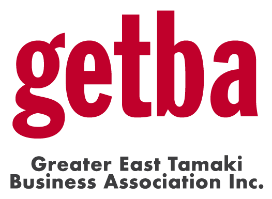 getba
Greater East Tamaki
Business Association Inc.